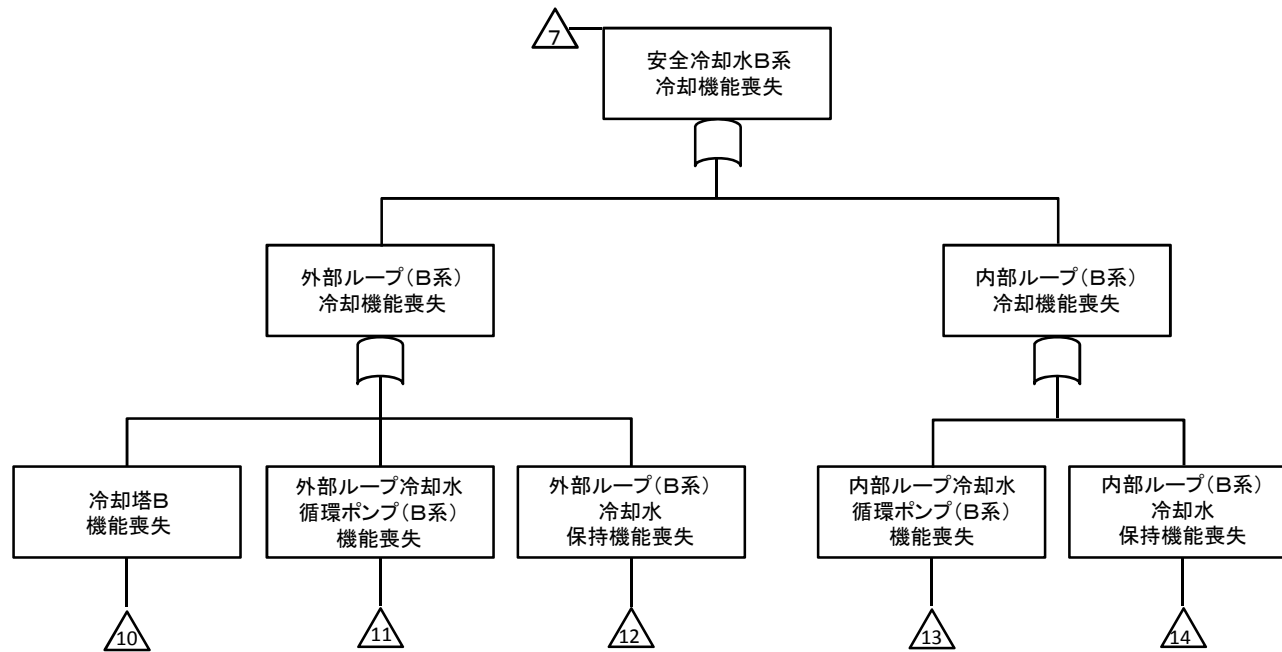 7
安全冷却水B系
冷却機能喪失
外部ループ(B系)
冷却機能喪失
内部ループ(B系)
冷却機能喪失
冷却塔B
機能喪失
外部ループ冷却水
循環ポンプ(B系)
機能喪失
外部ループ(B系)
冷却水
保持機能喪失
内部ループ冷却水
循環ポンプ(B系)
機能喪失
内部ループ(B系)
冷却水
保持機能喪失
10
11
12
13
14